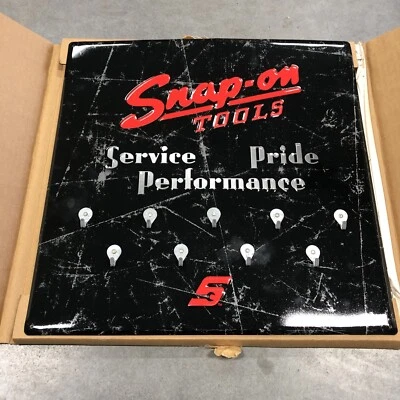 Snap-on
TOOLS
Service Pride
Performance
S